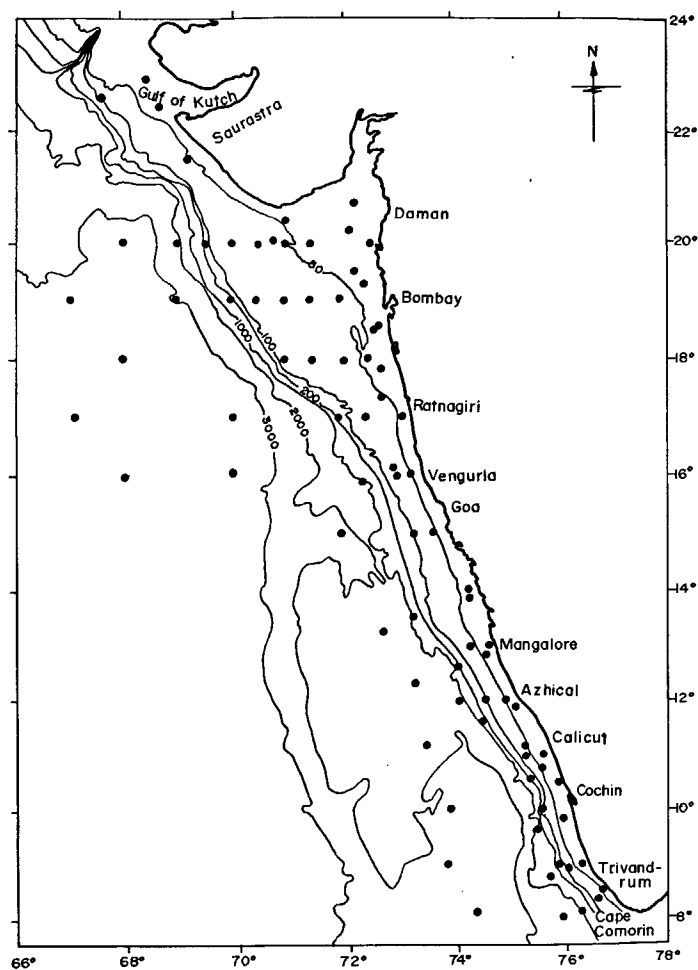 24°
N
Gulf of Kutch
22°
Saurastra
Daman
20°
50
Bombay
1000
100
18°
200
Ratnagiri
3000
2000
16°
Vengurla
Goa
14°
Mangalore
12°
Azhical
Calicut
Cochin
10°
Trivand-
rum
8°
Cape
Comorin
66°
68°
70°
72°
74°
76°
78°